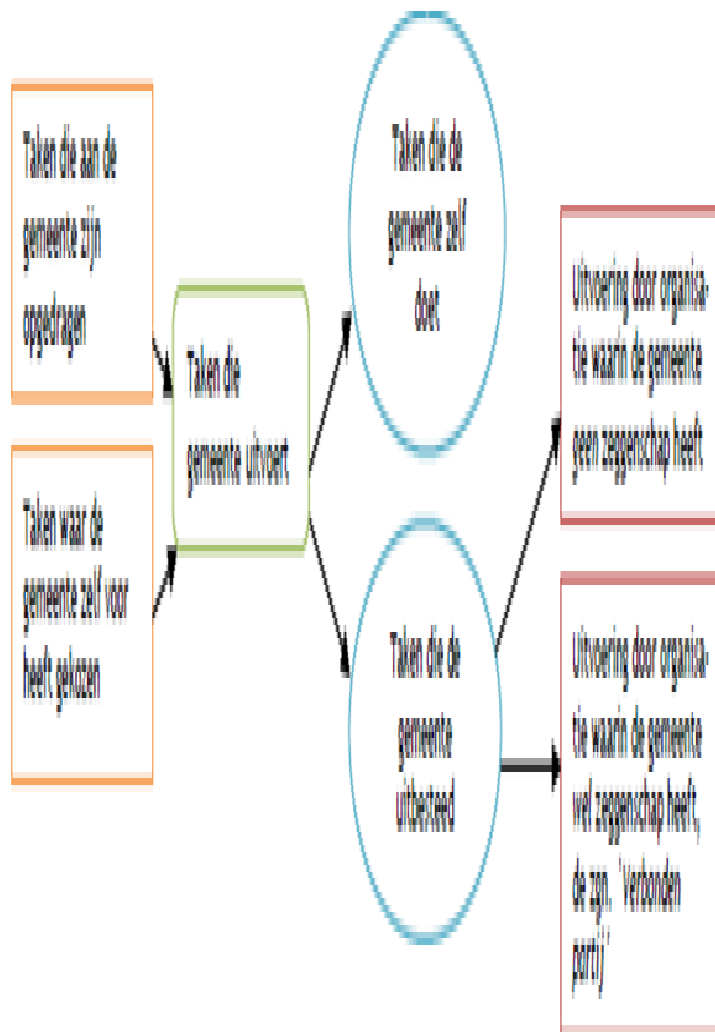 Taken die aan de
gemeente zijn
opgedragen
Taken waar de
gemeente zelf voor
heeft gekozen
Taken die
gemeente uitvoert
Taken die de
gemeente zelf
doet
Taken die de
gemeente
uitbesteed
Uitvoering door organisa-
tie waarin de gemeente
geen zeggenschap heeft
Uitvoering door organisa-
tie waarin de gemeente
wel zeggenschap heeft,
de zgn. 'Verbonden
partij'